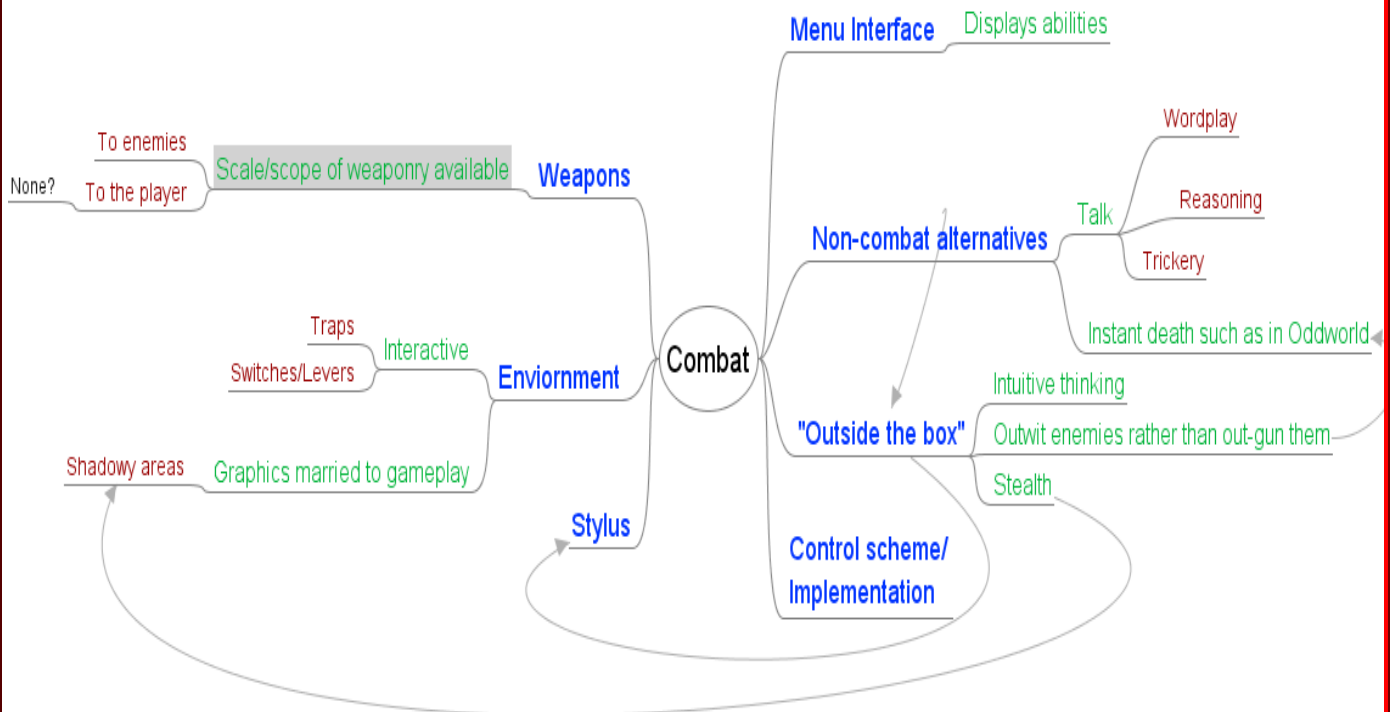 Menu Interface
Displays abilities
Wordplay
To enemies
Scale/scope of weaponry available
Weapons
None?
To the player
Reasoning
Talk
Non-combat alternatives
Trickery
Traps
Interactive
Switches/Levers
Enviornment
Combat
Instant death such as in Oddworld
Intuitive thinking
"Outside the box"
Outwit enemies rather than out-gun them
Stealth
Shadowy areas
Graphics married to gameplay
Stylus
Control scheme/
Implementation